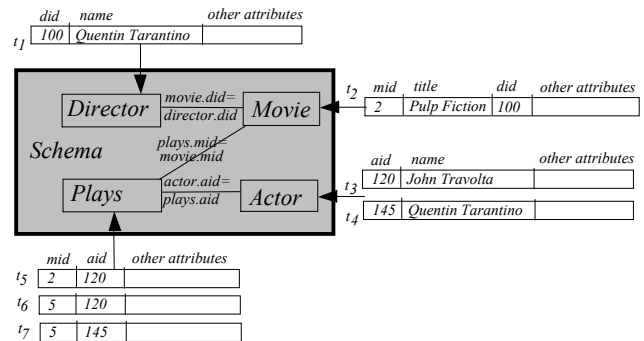 did name other attributes
t1 100 Quentin Tarantino
Director movie.did= director.did Movie
t2 mid title did other attributes
2 Pulp Fiction 100
Schema
plays.mid= movie.mid
Plays actor.aid= plays.aid Actor
aid name other attributes
t3 120 John Travolta
t4 145 Quentin Tarantino
mid aid other attributes
t5 2 120
t6 5 120
t7 5 145